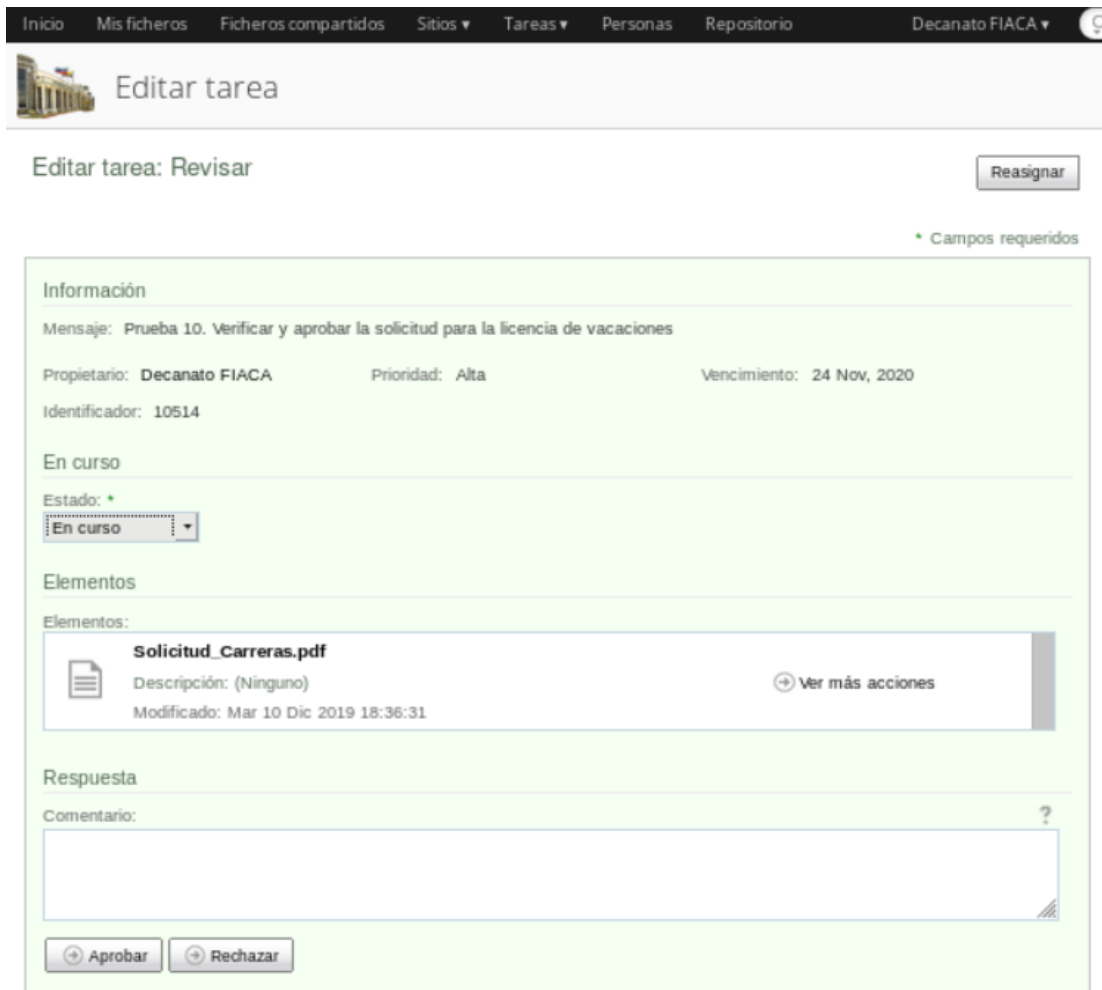 Inicio Mis ficheros Ficheros compartidos Sitios ▾ Tareas ▾ Personas Repositorio Decanato FIACA ▾
Editar tarea
Editar tarea: Revisar
Reasignar
* Campos requeridos
Información
Mensaje: Prueba 10. Verificar y aprobar la solicitud para la licencia de vacaciones
Propietario: Decanato FIACA Prioridad: Alta Vencimiento: 24 Nov, 2020
Identificador: 10514
En curso
Estado: *
En curso
Elementos
Elementos:
Solicitud_Carreras.pdf
Descripción: (Ninguno)
Ver más acciones
Modificado: Mar 10 Dic 2019 18:36:31
Respuesta
Comentario: ?
Aprobar Rechazar